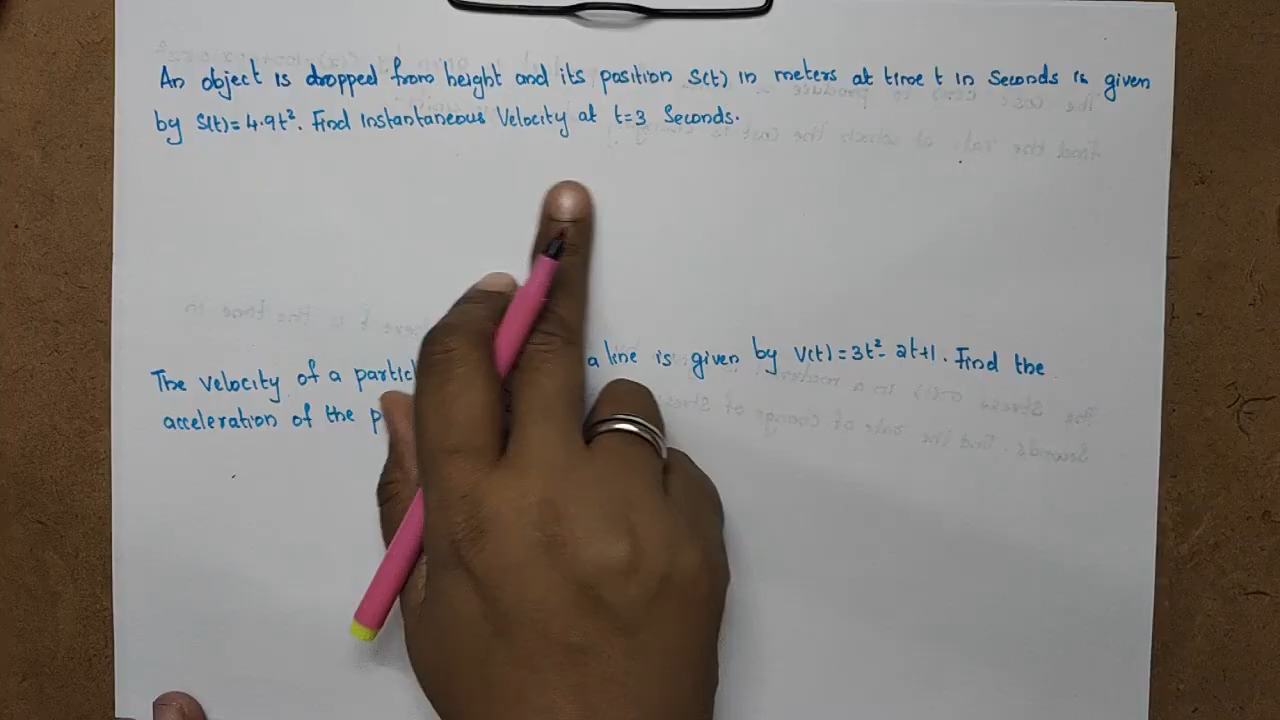 An object is dropped from height and its position S(t) in meters at time t in Seconds is given
by S(t)= 4.9t². Find Instantaneous Velocity at t=3 Seconds.
The velocity of a a line is given by V(t)=3t²- 2t+1. Find the
acceleration of the